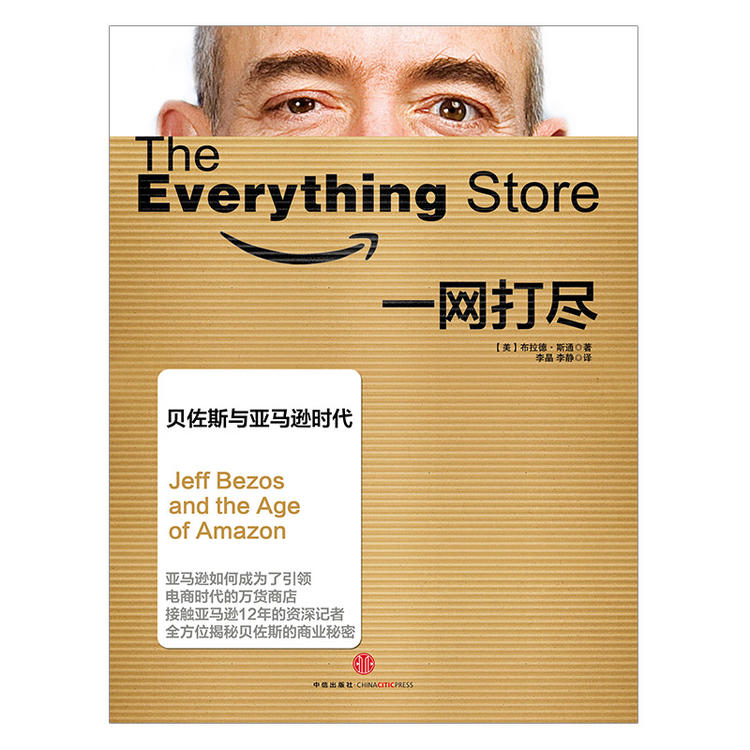 The
Everything Store
一网打尽
【美】布拉德·斯通◎著
李晶 李静◎译
贝佐斯与亚马逊时代
Jeff Bezos
and the Age
of Amazon
亚马逊如何成为了引领
电商时代的万货商店
接触亚马逊12年的资深记者
全方位揭秘贝佐斯的商业秘密
中信出版社·CHINACITICPRESS